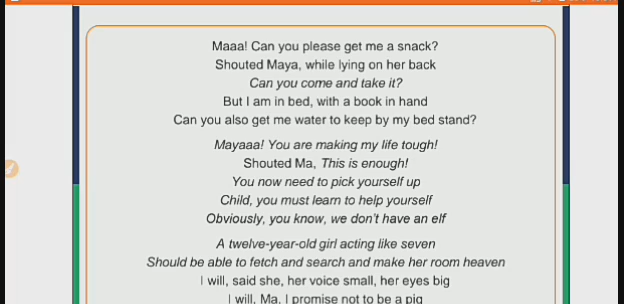 Maaa! Can you please get me a snack?
Shouted Maya, while lying on her back
Can you come and take it?
But I am in bed, with a book in hand
Can you also get me water to keep by my bed stand?
Mayaaa! You are making my life tough!
Shouted Ma, This is enough!
You now need to pick yourself up
Child, you must learn to help yourself
Obviously, you know, we don't have an elf
A twelve-year-old girl acting like seven
Should be able to fetch and search and make her room heaven
I will, said she, her voice small, her eyes big
I will, Ma, I promise not to be a pig